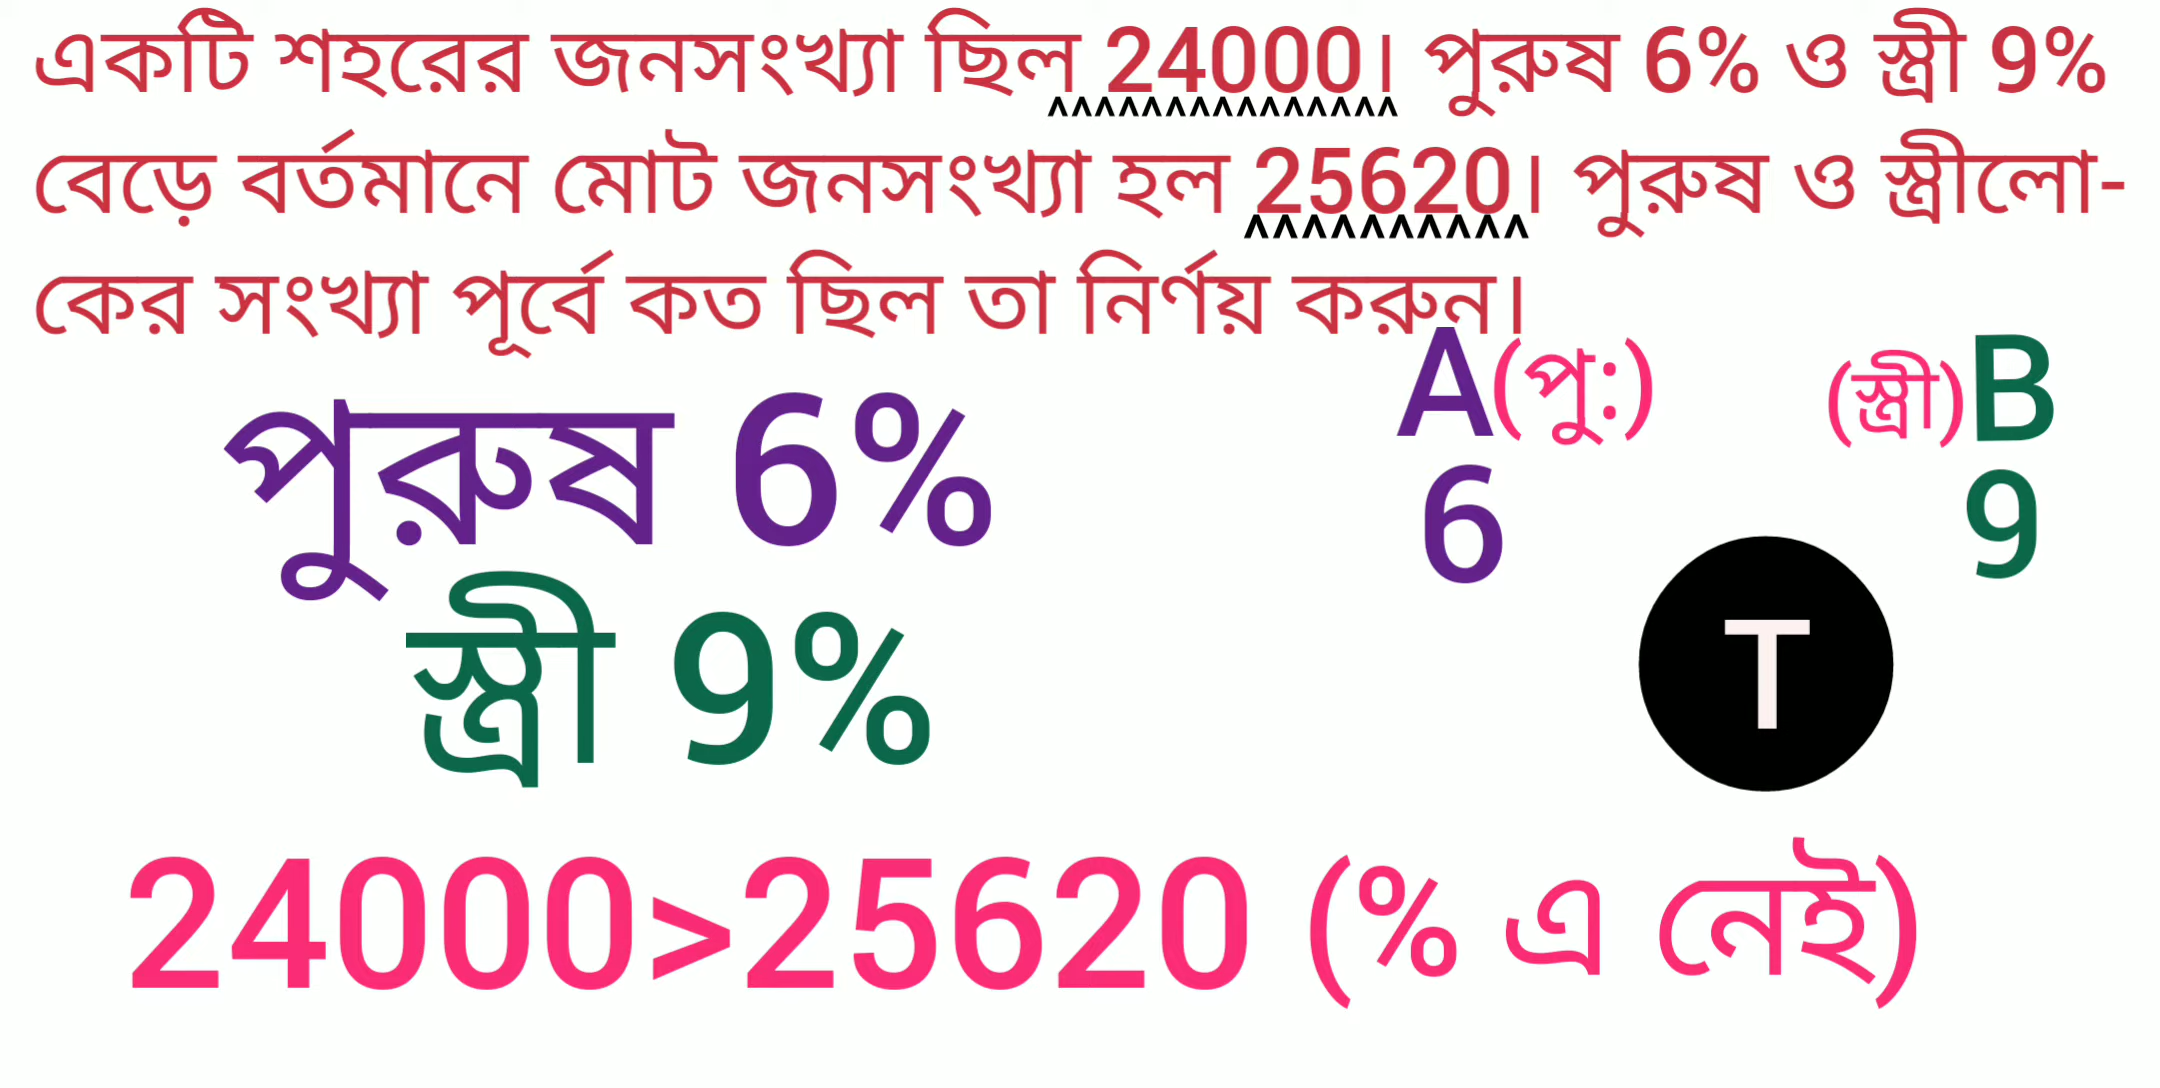 একটি শহরের জনসংখ্যা ছিল 24000। পুরুষ 6% ও স্ত্রী 9%
^^^^^^^^^^^^^^^
বেড়ে বর্তমানে মোট জনসংখ্যা হল 25620। পুরুষ ও স্ত্রীলো-
^^^^^^^^^^
কের সংখ্যা পূর্বে কত ছিল তা নির্ণয় করুন।
A(পু:) (স্ত্রী)B
পুরুষ 6%
6 9
স্ত্রী 9%
T
24000>25620 (% এ নেই)